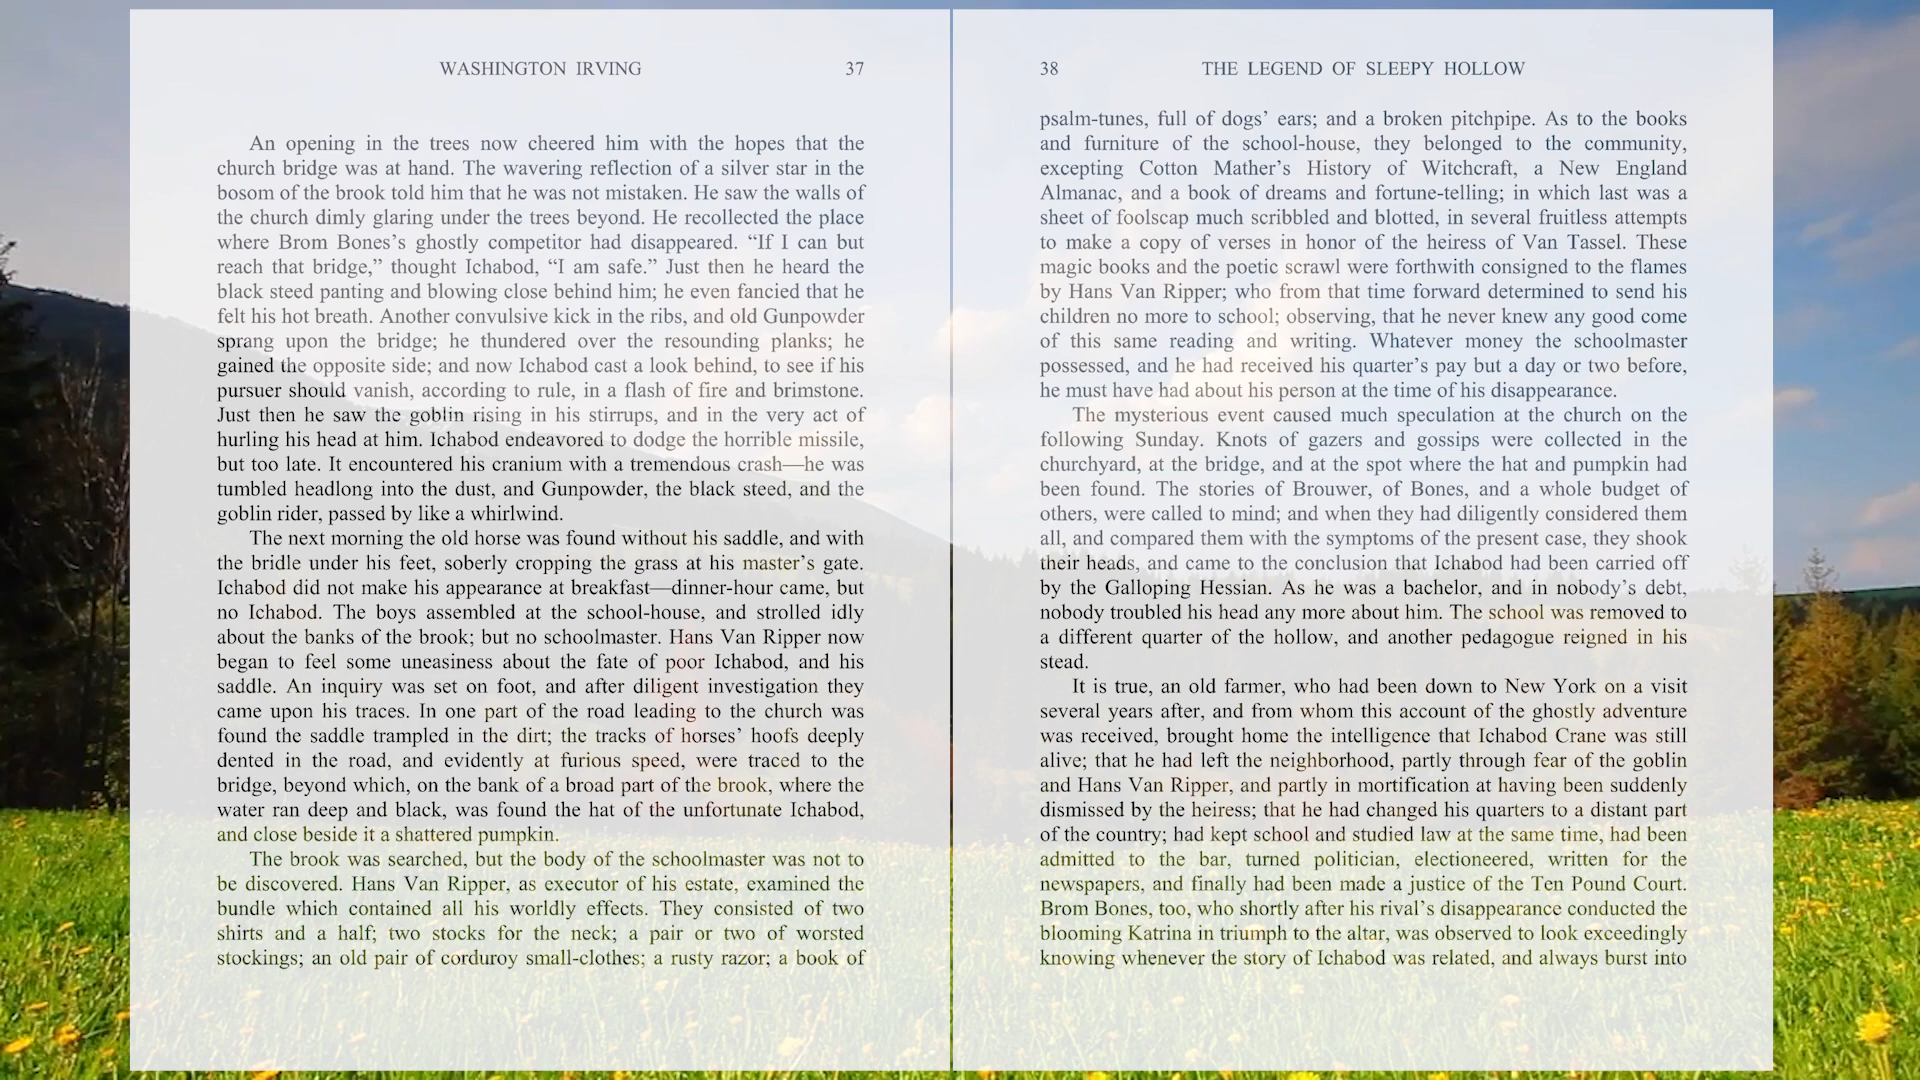 WASHINGTON IRVING 37
An opening in the trees now cheered him with the hopes that the
church bridge was at hand. The wavering reflection of a silver star in the
bosom of the brook told him that he was not mistaken. He saw the walls of
the church dimly glaring under the trees beyond. He recollected the place
where Brom Bones’s ghostly competitor had disappeared. “If I can but
reach that bridge,” thought Ichabod, “I am safe.” Just then he heard the
black steed panting and blowing close behind him; he even fancied that he
felt his hot breath. Another convulsive kick in the ribs, and old Gunpowder
sprang upon the bridge; he thundered over the resounding planks; he
gained the opposite side; and now Ichabod cast a look behind, to see if his
pursuer should vanish, according to rule, in a flash of fire and brimstone.
Just then he saw the goblin rising in his stirrups, and in the very act of
hurling his head at him. Ichabod endeavored to dodge the horrible missile,
but too late. It encountered his cranium with a tremendous crash—he was
tumbled headlong into the dust, and Gunpowder, the black steed, and the
goblin rider, passed by like a whirlwind.
The next morning the old horse was found without his saddle, and with
the bridle under his feet, soberly cropping the grass at his master’s gate.
Ichabod did not make his appearance at breakfast—dinner-hour came, but
no Ichabod. The boys assembled at the school-house, and strolled idly
about the banks of the brook; but no schoolmaster. Hans Van Ripper now
began to feel some uneasiness about the fate of poor Ichabod, and his
saddle. An inquiry was set on foot, and after diligent investigation they
came upon his traces. In one part of the road leading to the church was
found the saddle trampled in the dirt; the tracks of horses’ hoofs deeply
dented in the road, and evidently at furious speed, were traced to the
bridge, beyond which, on the bank of a broad part of the brook, where the
water ran deep and black, was found the hat of the unfortunate Ichabod,
and close beside it a shattered pumpkin.
The brook was searched, but the body of the schoolmaster was not to
be discovered. Hans Van Ripper, as executor of his estate, examined the
bundle which contained all his worldly effects. They consisted of two
shirts and a half; two stocks for the neck; a pair or two of worsted
stockings; an old pair of corduroy small-clothes; a rusty razor; a book of
38 THE LEGEND OF SLEEPY HOLLOW
psalm-tunes, full of dogs’ ears; and a broken pitchpipe. As to the books
and furniture of the school-house, they belonged to the community,
excepting Cotton Mather’s History of Witchcraft, a New England
Almanac, and a book of dreams and fortune-telling; in which last was a
sheet of foolscap much scribbled and blotted, in several fruitless attempts
to make a copy of verses in honor of the heiress of Van Tassel. These
magic books and the poetic scrawl were forthwith consigned to the flames
by Hans Van Ripper; who from that time forward determined to send his
children no more to school; observing, that he never knew any good come
of this same reading and writing. Whatever money the schoolmaster
possessed, and he had received his quarter’s pay but a day or two before,
he must have had about his person at the time of his disappearance.
The mysterious event caused much speculation at the church on the
following Sunday. Knots of gazers and gossips were collected in the
churchyard, at the bridge, and at the spot where the hat and pumpkin had
been found. The stories of Brouwer, of Bones, and a whole budget of
others, were called to mind; and when they had diligently considered them
all, and compared them with the symptoms of the present case, they shook
their heads, and came to the conclusion that Ichabod had been carried off
by the Galloping Hessian. As he was a bachelor, and in nobody’s debt,
nobody troubled his head any more about him. The school was removed to
a different quarter of the hollow, and another pedagogue reigned in his
stead.
It is true, an old farmer, who had been down to New York on a visit
several years after, and from whom this account of the ghostly adventure
was received, brought home the intelligence that Ichabod Crane was still
alive; that he had left the neighborhood, partly through fear of the goblin
and Hans Van Ripper, and partly in mortification at having been suddenly
dismissed by the heiress; that he had changed his quarters to a distant part
of the country; had kept school and studied law at the same time, had been
admitted to the bar, turned politician, electioneered, written for the
newspapers, and finally had been made a justice of the Ten Pound Court.
Brom Bones, too, who shortly after his rival’s disappearance conducted the
blooming Katrina in triumph to the altar, was observed to look exceedingly
knowing whenever the story of Ichabod was related, and always burst into